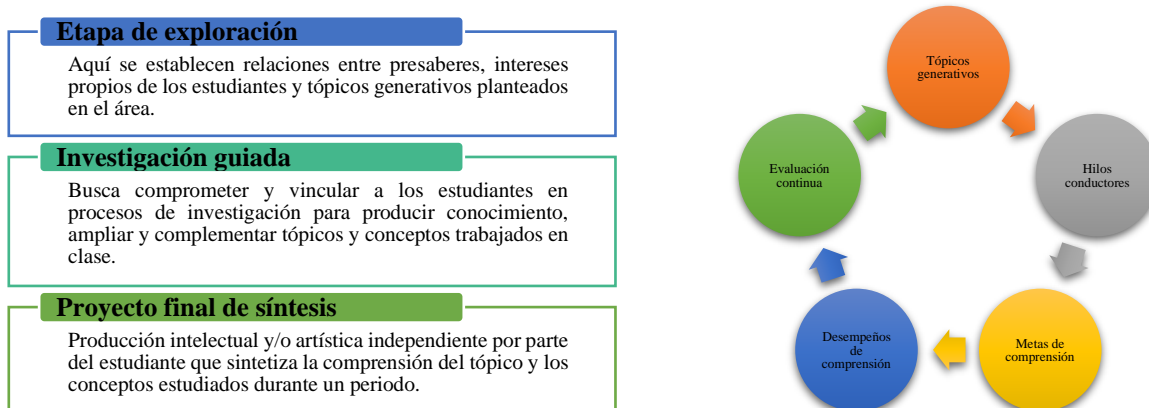 Etapa de exploración
Aquí se establecen relaciones entre presaberes, intereses
propios de los estudiantes y tópicos generativos planteados
en el área.
Investigación guiada
Busca comprometer y vincular a los estudiantes en
procesos de investigación para producir conocimiento,
ampliar y complementar tópicos y conceptos trabajados en
clase.
Proyecto final de síntesis
Producción intelectual y/o artística independiente por parte
del estudiante que sintetiza la comprensión del tópico y los
conceptos estudiados durante un periodo.
Tópicos
generativos
Hilos
conductores
Metas de
comprensión
Desempeños
de
comprensión
Evaluación
continua